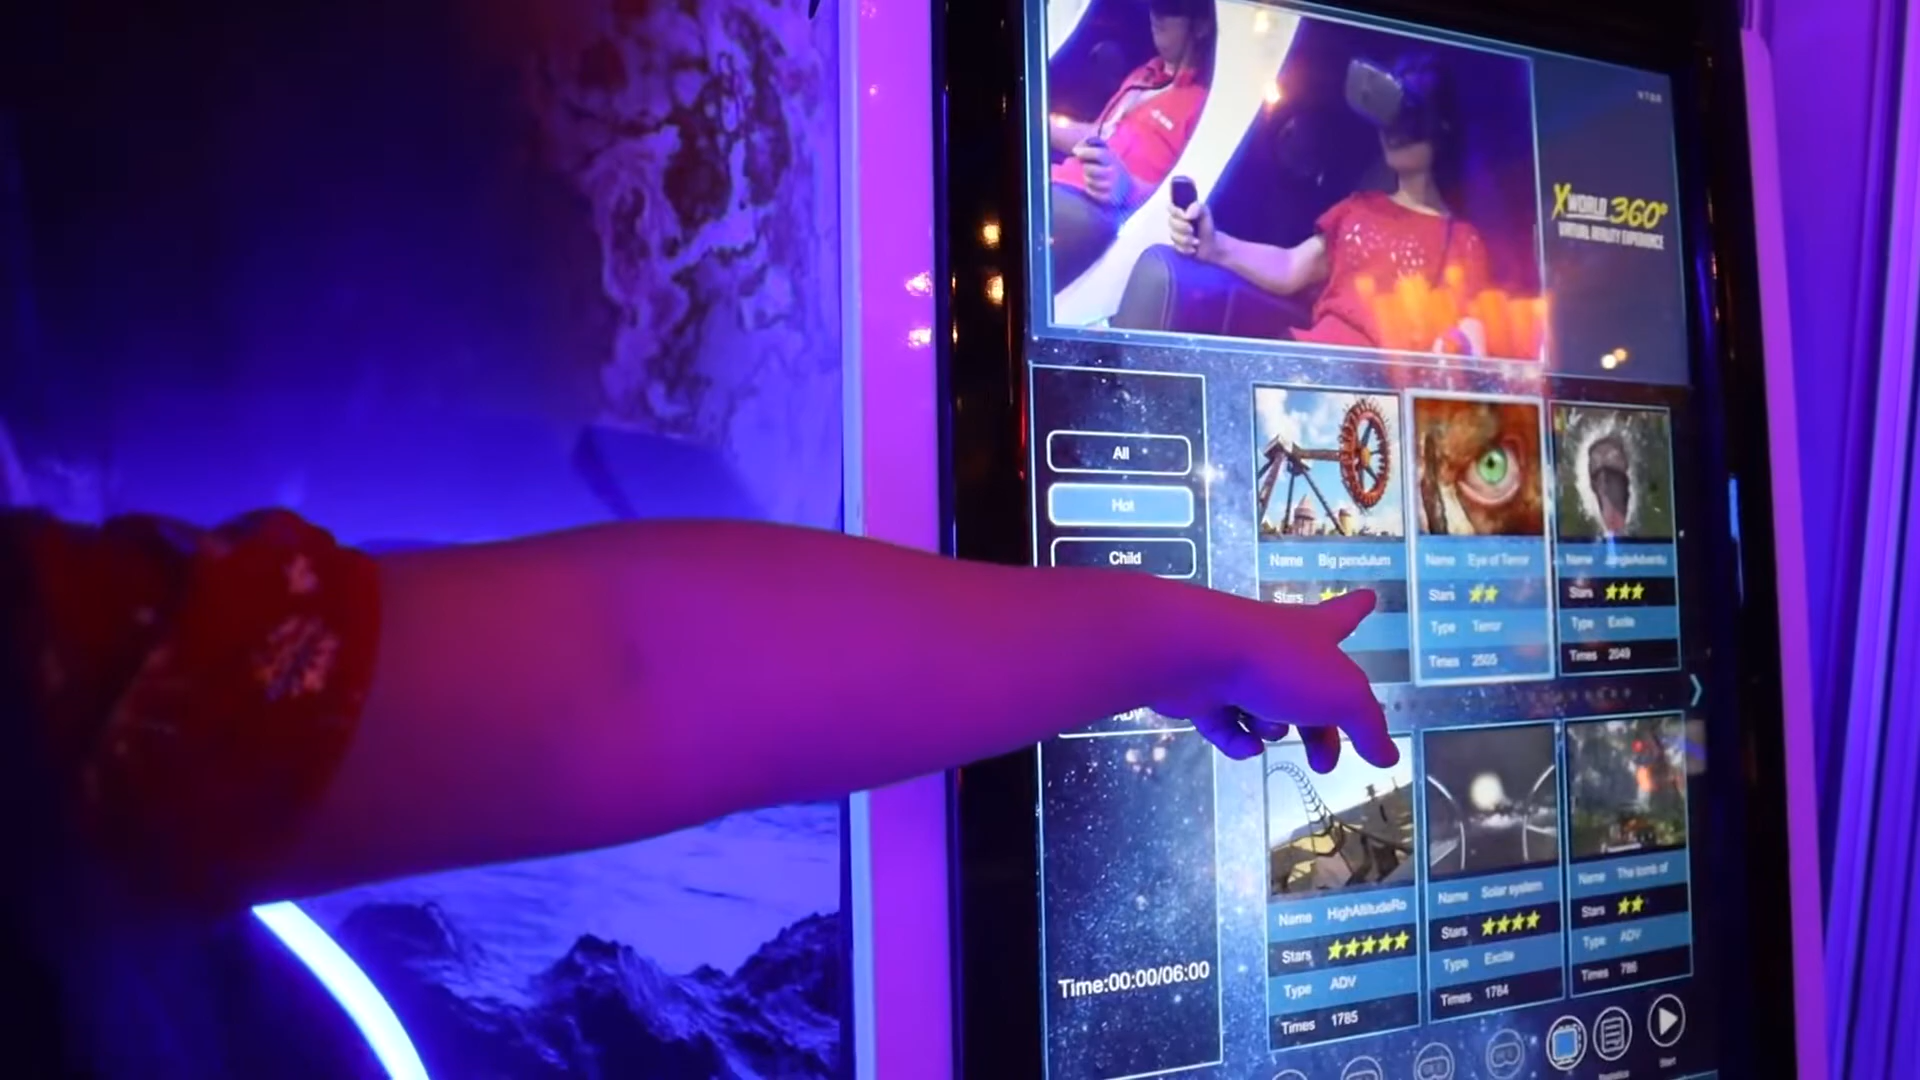 XWORLD 360°
VIRTUAL REALITY EXPERIENCE
All
Hot
Child
ADV
Time:00:00/06:00
Name Big pendulum
Stars
Name Eye of Terror
Stars
Type Terror
Times 2505
Name JungleAdventu
Stars
Type Excite
Times 2049
Name HighAltitudeRo
Stars
Type ADV
Times 1785
Name Solar system
Stars
Type Excite
Times 1784
Name The tomb of
Stars
Type ADV
Times 786
Start